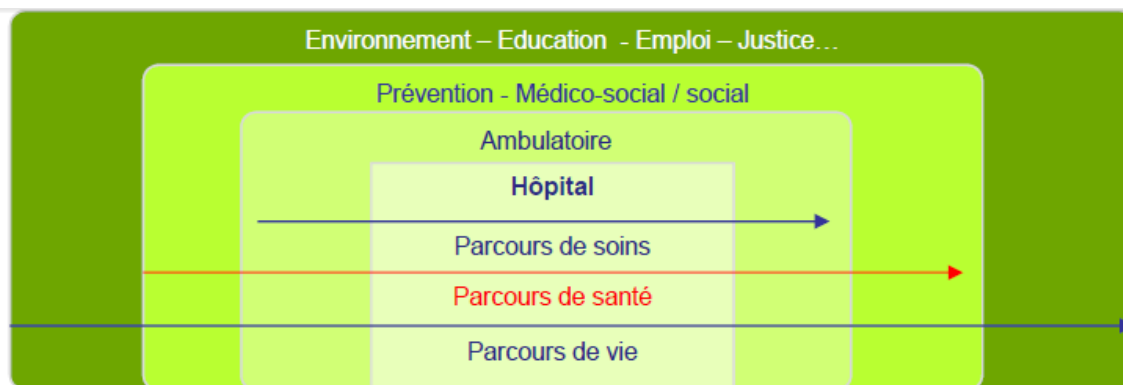 Environnement – Education - Emploi – Justice…
Prévention - Médico-social / social
Ambulatoire
Hôpital
Parcours de soins
Parcours de santé
Parcours de vie